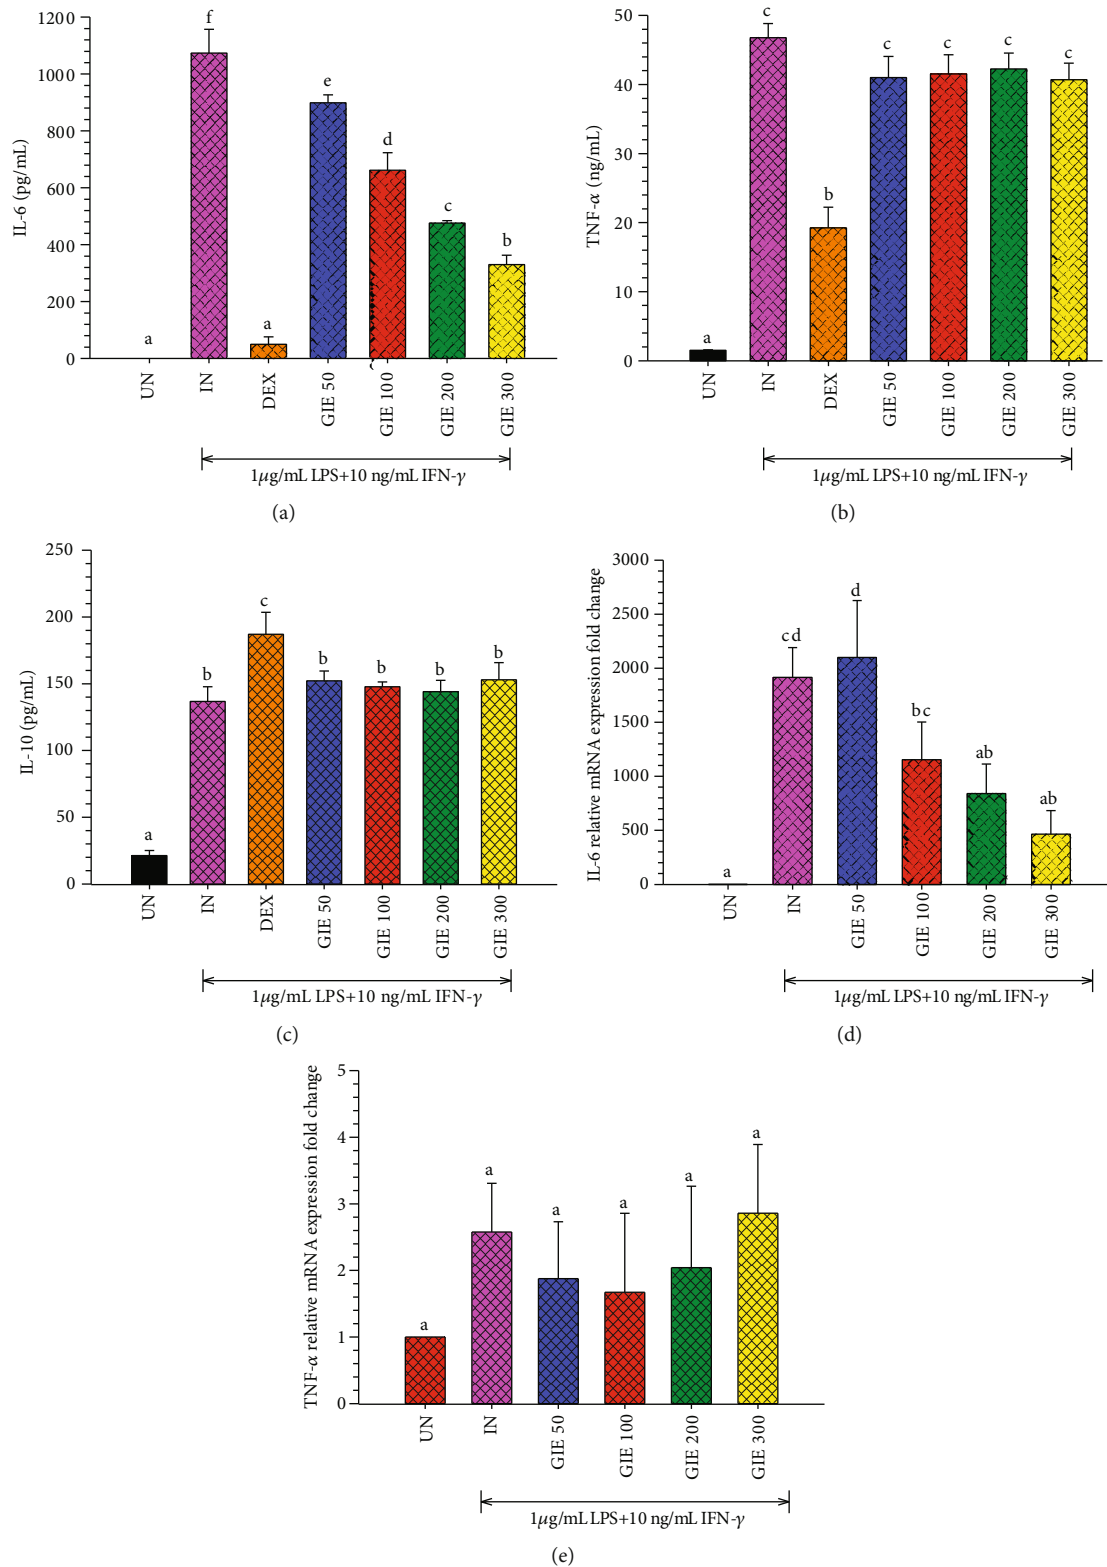 1200
1000
800
600
400
200
0
IL-6 (pg/mL)
a
f
a
e
d
c
b
UN
IN
DEX
GIE 50
GIE 100
GIE 200
GIE 300
1µg/mL LPS+10 ng/mL IFN-γ
(a)
50
40
30
20
10
0
TNF-α (ng/mL)
a
c
b
c
c
c
c
UN
IN
DEX
GIE 50
GIE 100
GIE 200
GIE 300
1µg/mL LPS+10 ng/mL IFN-γ
(b)
250
200
150
100
50
0
IL-10 (pg/mL)
a
b
c
b
b
b
b
UN
IN
DEX
GIE 50
GIE 100
GIE 200
GIE 300
1µg/mL LPS+10 ng/mL IFN-γ
(c)
3000
2500
2000
1500
1000
500
0
IL-6 relative mRNA expression fold change
a
cd
d
bc
ab
ab
UN
IN
GIE 50
GIE 100
GIE 200
GIE 300
1µg/mL LPS+10 ng/mL IFN-γ
(d)
5
4
3
2
1
0
TNF-α relative mRNA expression fold change
a
a
a
a
a
a
UN
IN
GIE 50
GIE 100
GIE 200
GIE 300
1µg/mL LPS+10 ng/mL IFN-γ
(e)